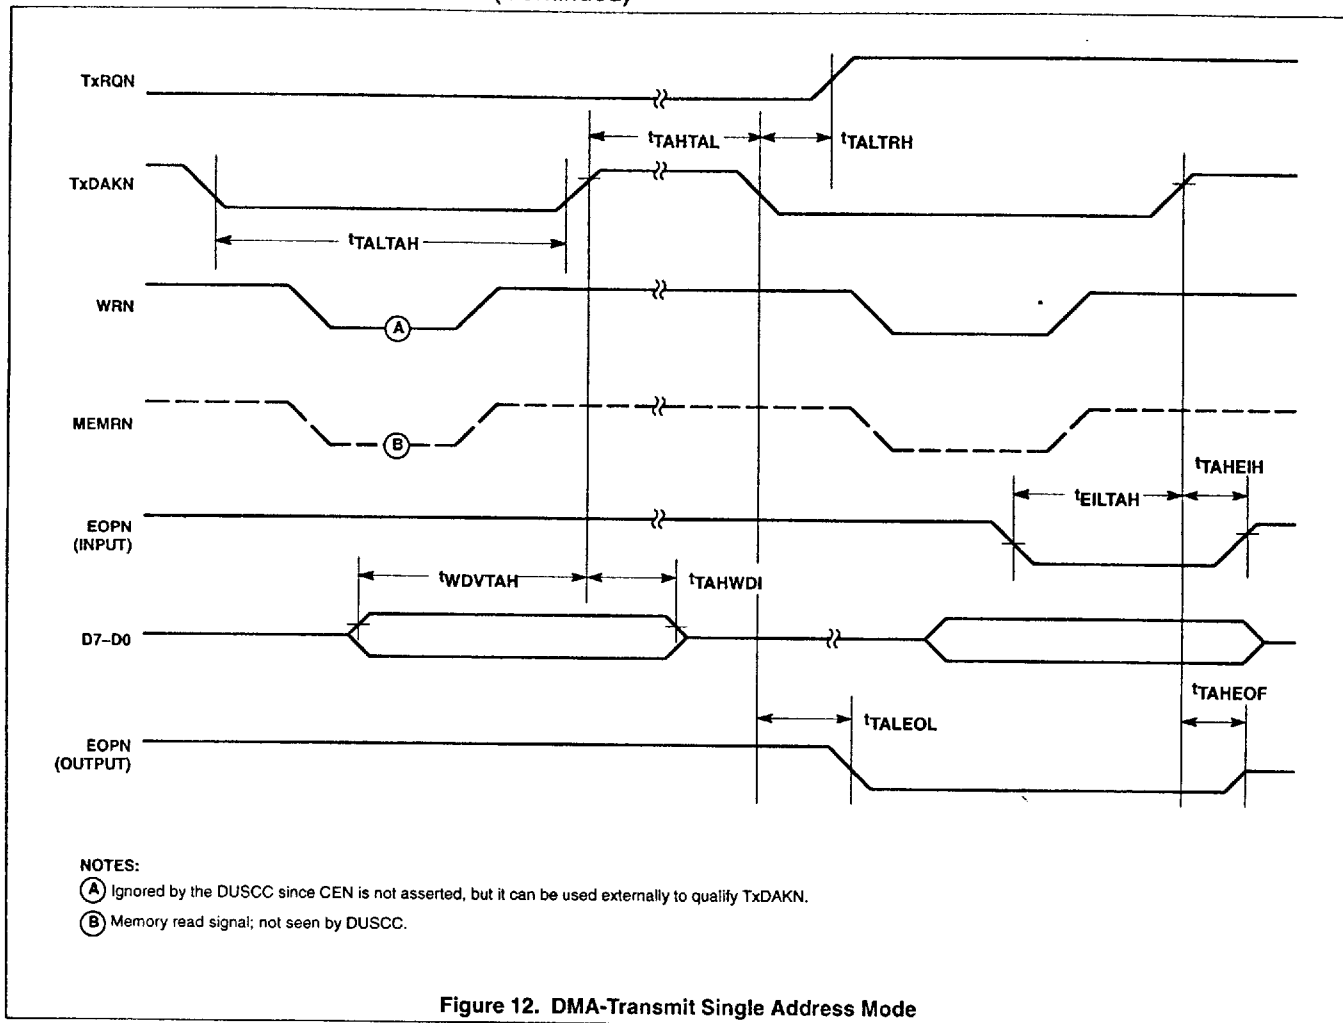 TxRQN
tTAHTAL
tTALTRH
TxDAKN
tTALTAH
WRN
A
MEMRN
B
tTAHEIH
tEILTAH
EOPN
(INPUT)
tWDVTAH
tTAHWDI
D7–D0
tTAHEOF
tTALEOL
EOPN
(OUTPUT)
NOTES:
A Ignored by the DUSCC since CEN is not asserted, but it can be used externally to qualify TxDAKN.
B Memory read signal; not seen by DUSCC.
Figure 12. DMA-Transmit Single Address Mode